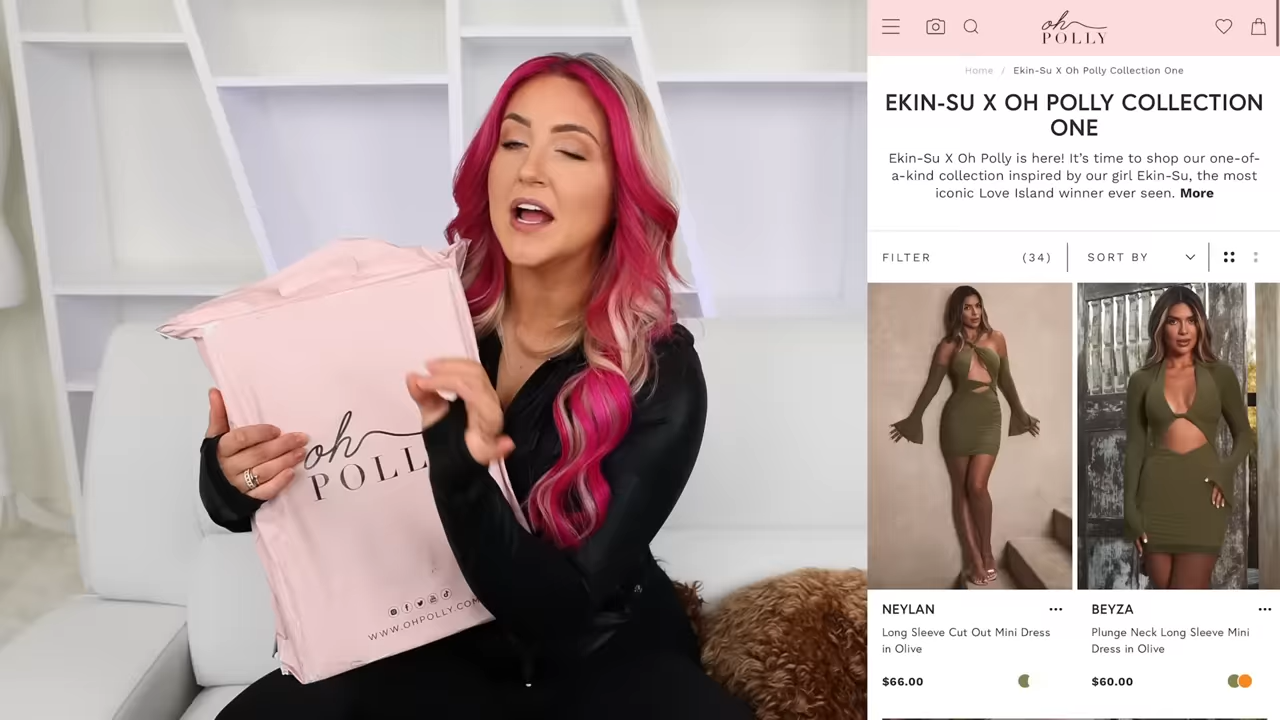 oh
POLL
WWW.OHPOLLY.COM
oh
POLLY
Home / Ekin-Su X Oh Polly Collection One
EKIN-SU X OH POLLY COLLECTION
ONE
Ekin-Su X Oh Polly is here! It’s time to shop our one-of-
a-kind collection inspired by our girl Ekin-Su, the most
iconic Love Island winner ever seen. More
FILTER (34) SORT BY
NEYLAN
Long Sleeve Cut Out Mini Dress
in Olive
$66.00
BEYZA
Plunge Neck Long Sleeve Mini
Dress in Olive
$60.00